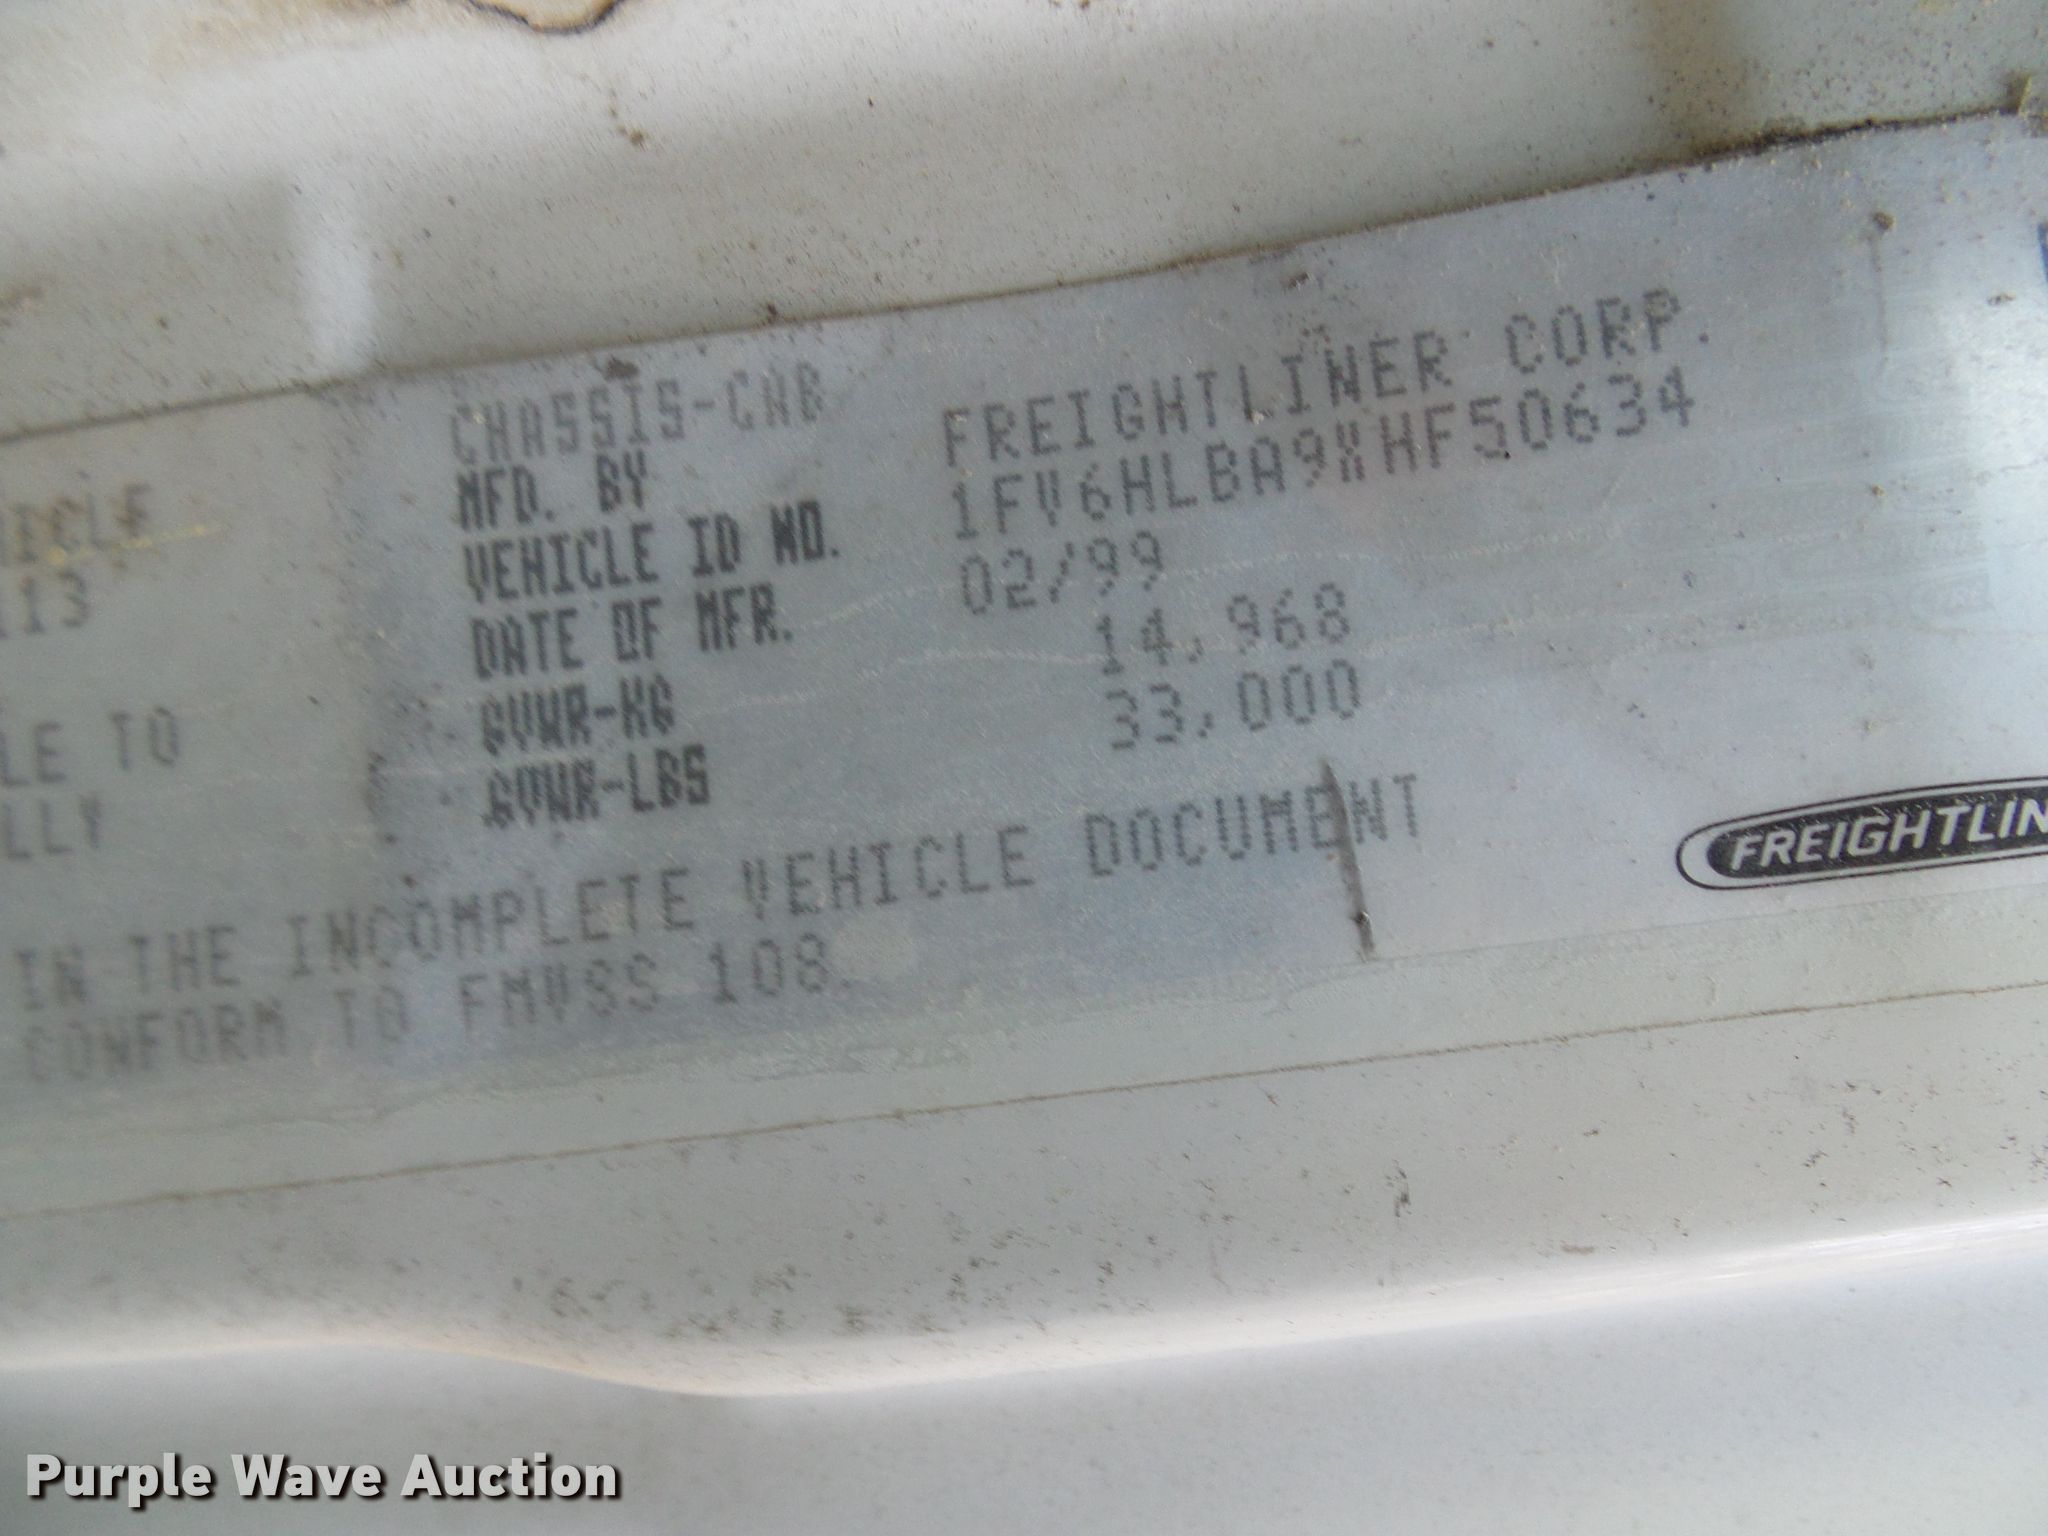 CHASSIS-CAB
MFD. BY FREIGHTLINER CORP.
VEHICLE ID NO. 1FV6HLBA9XHF50634
DATE OF MFR. 02/99
GVWR-KG 14,968
GVWR-LBS 33,000
LE TO
LLY
IN THE INCOMPLETE VEHICLE DOCUMENT
CONFORM TO FMVSS 108.
FREIGHTLIN
Purple Wave Auction